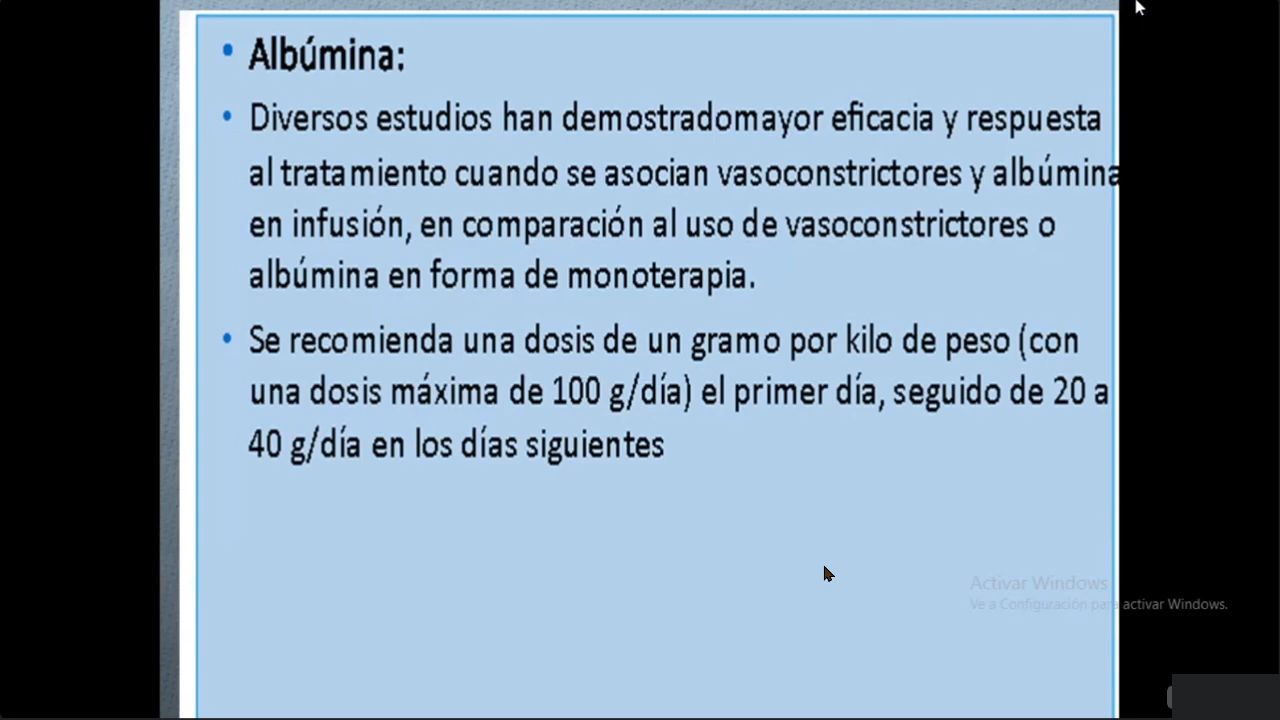 Albúmina:
Diversos estudios han demostradomayor eficacia y respuesta
al tratamiento cuando se asocian vasoconstrictores y albúmina
en infusión, en comparación al uso de vasoconstrictores o
albúmina en forma de monoterapia.
Se recomienda una dosis de un gramo por kilo de peso (con
una dosis máxima de 100 g/día) el primer día, seguido de 20 a
40 g/día en los días siguientes
Activar Windows
Ve a Configuración para activar Windows.